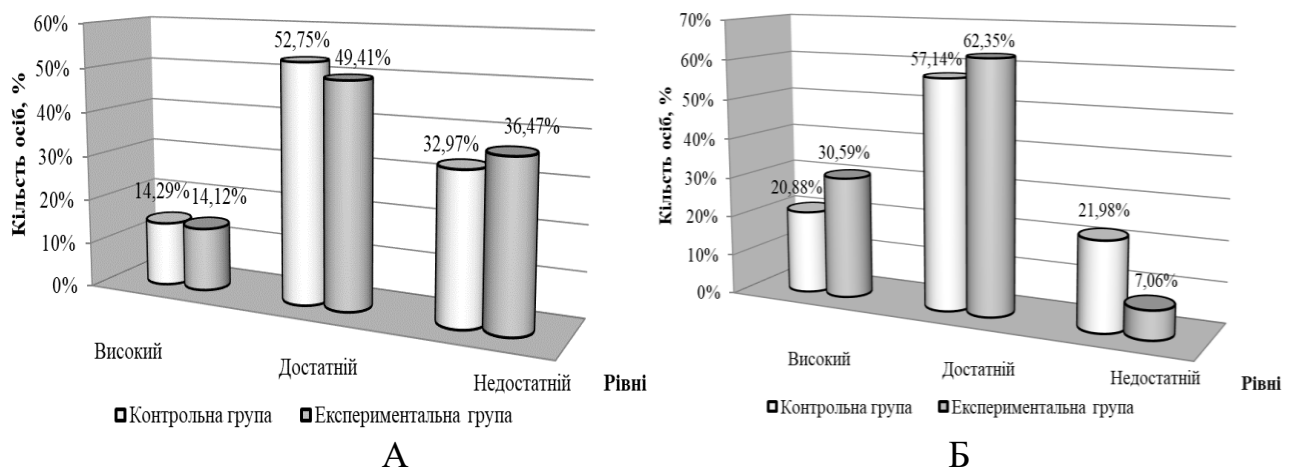 Кількість осіб, %
60%
50%
40%
30%
20%
10%
0%
14,29%
14,12%
52,75%
49,41%
32,97%
36,47%
Високий
Достатній
Недостатній
Рівні
Контрольна група
Експериментальна група
А
Кількість осіб, %
70%
60%
50%
40%
30%
20%
10%
0%
20,88%
30,59%
57,14%
62,35%
21,98%
7,06%
Високий
Достатній
Недостатній
Рівні
Контрольна група
Експериментальна група
Б